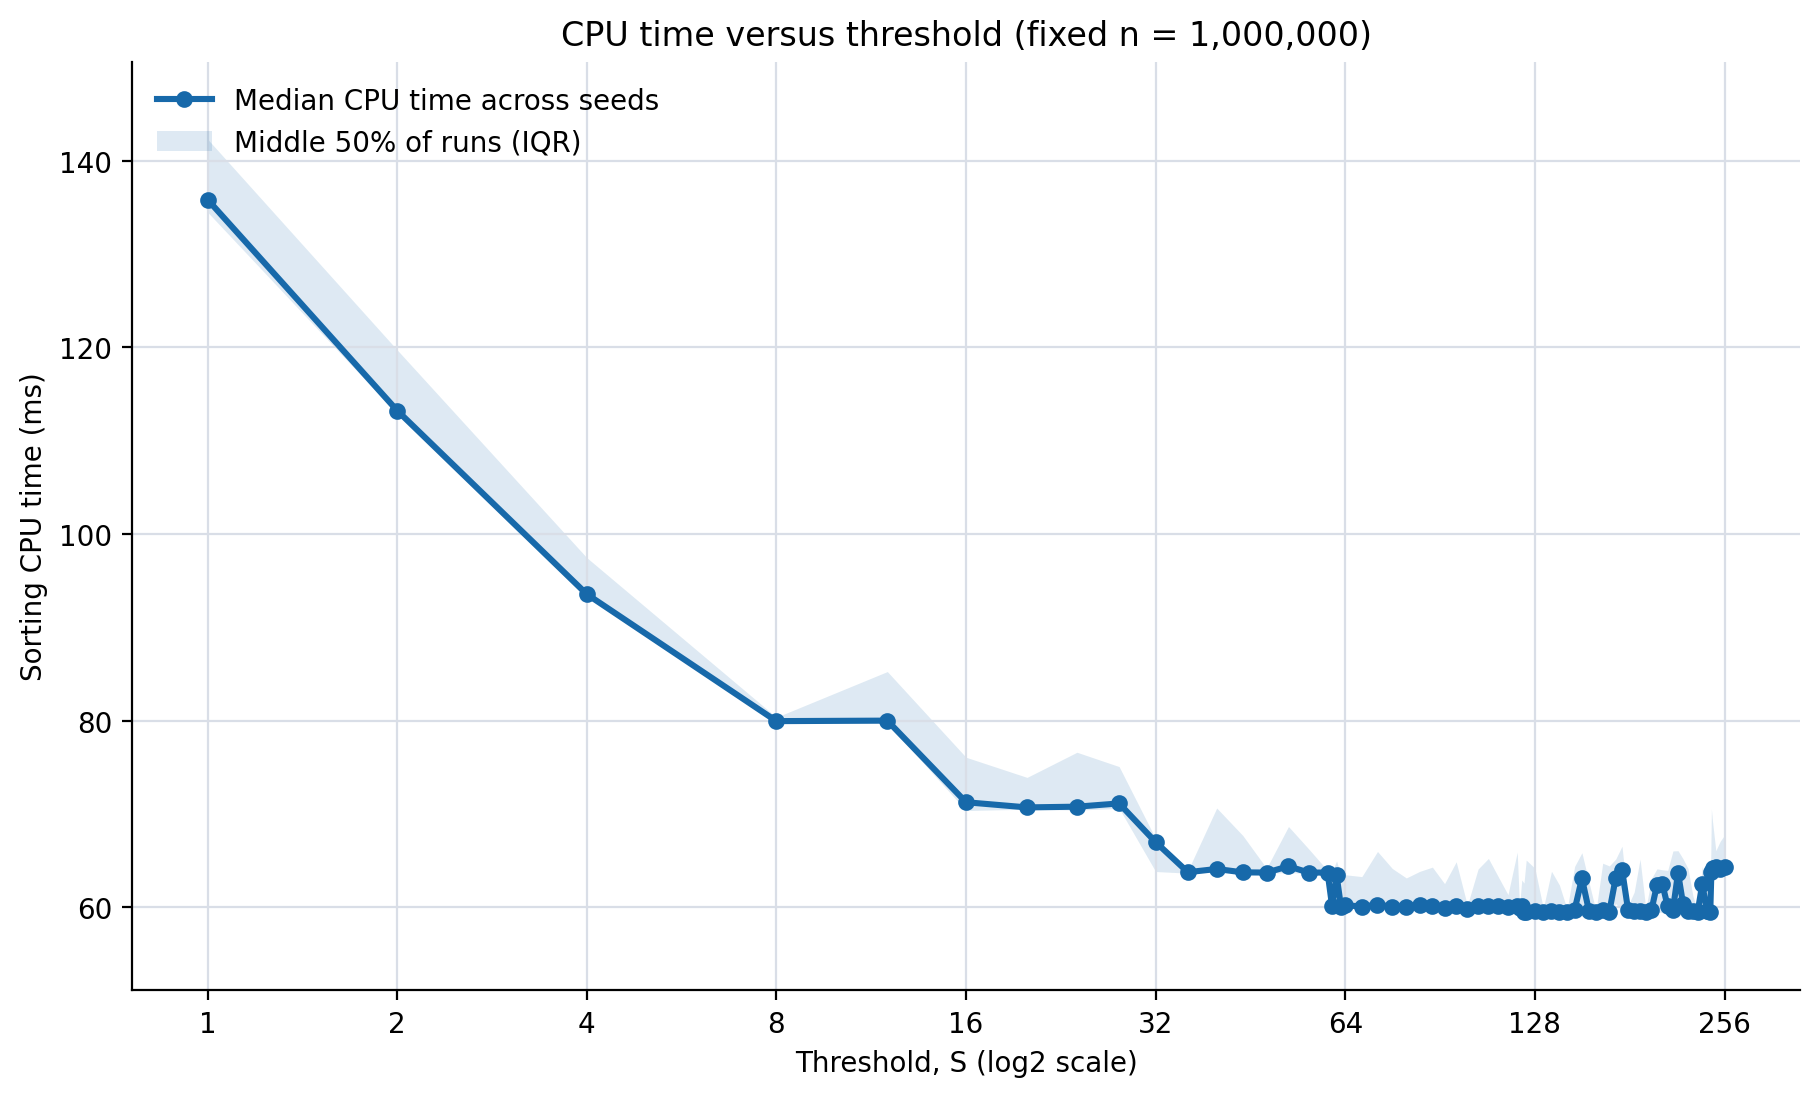 CPU time versus threshold (fixed n = 1,000,000)
Median CPU time across seeds
Middle 50% of runs (IQR)
140
120
100
80
60
Sorting CPU time (ms)
1 2 4 8 16 32 64 128 256
Threshold, S (log2 scale)